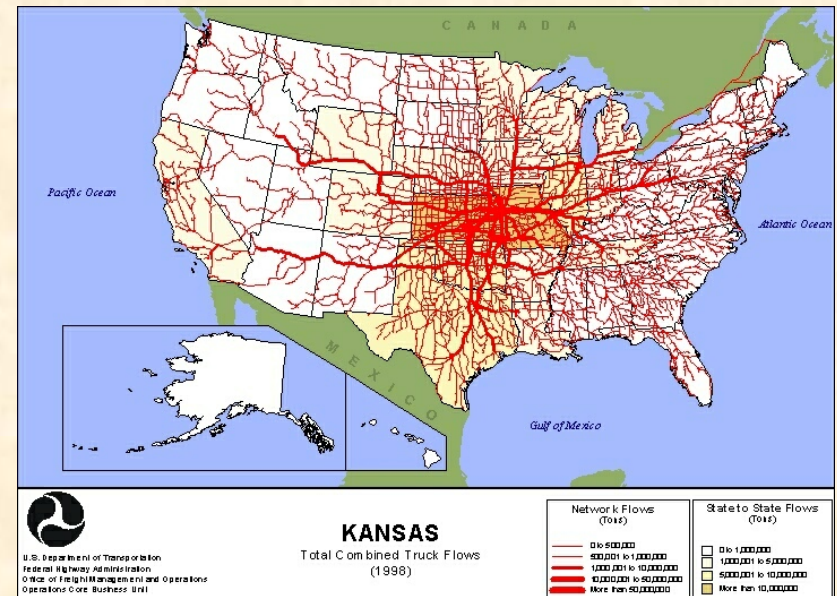 CANADA
Pacific Ocean
Atlantic Ocean
MEXICO
Gulf of Mexico
U.S. Department of Transportation
Federal Highway Administration
Office of Freight Management and Operations
Operations Core Business Unit
KANSAS
Total Combined Truck Flows
(1998)
Network Flows
(Tons)
0 to 500,000
500,001 to 1,000,000
1,000,001 to 10,000,000
10,000,001 to 50,000,000
More than 50,000,000
State to State Flows
(Tons)
0 to 1,000,000
1,000,001 to 5,000,000
5,000,001 to 10,000,000
More than 10,000,000